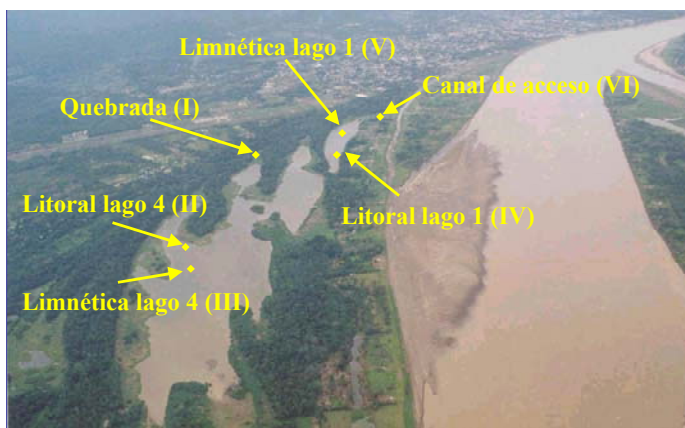 Limnética lago 1 (V)
Canal de acceso (VI)
Quebrada (I)
Litoral lago 4 (II)
Litoral lago 1 (IV)
Limnética lago 4 (III)